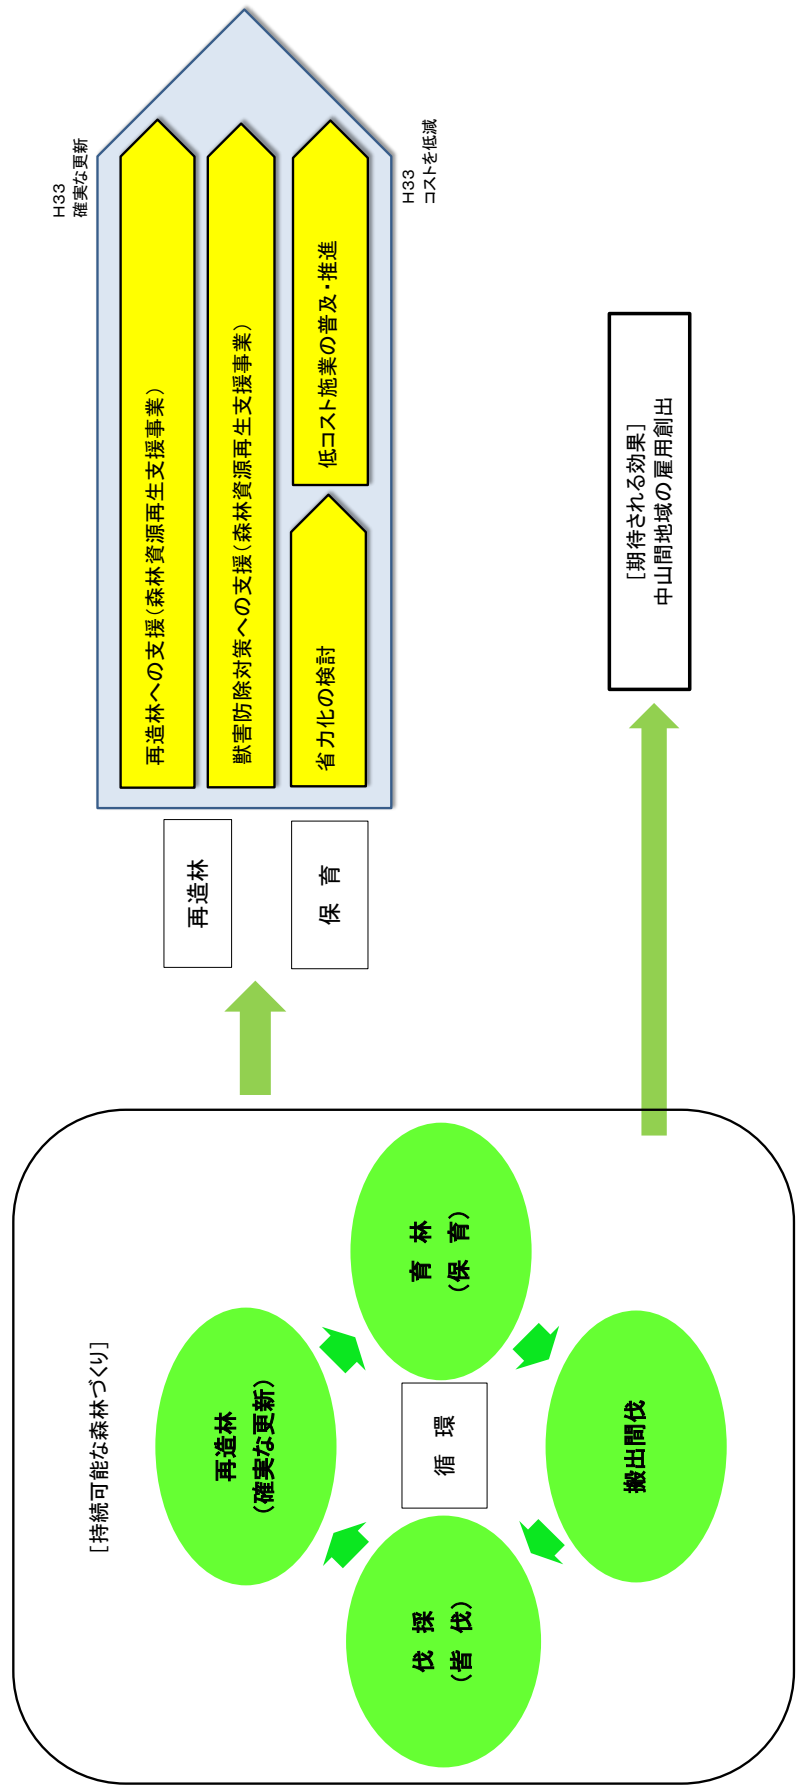 [持続可能な森林づくり]
再造林
(確実な更新)
伐 採
(皆 伐)
循 環
育 林
(保 育)
搬出間伐
再造林
保 育
H33
確実な更新
再造林への支援(森林資源再生支援事業)
獣害防除対策への支援(森林資源再生支援事業)
省力化の検討
低コスト施業の普及・推進
H33
コストを低減
[期待される効果]
中山間地域の雇用創出